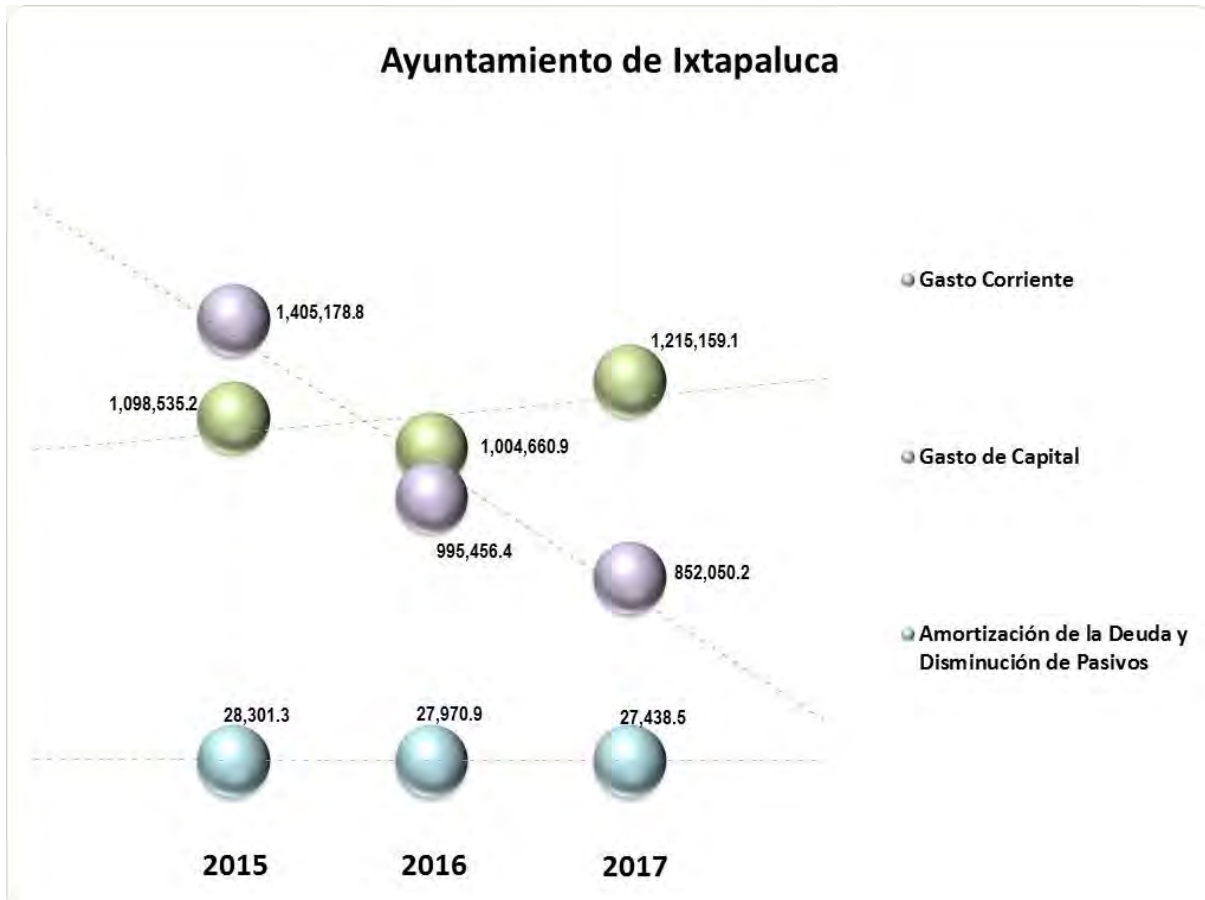 Ayuntamiento de Ixtapaluca
1,405,178.8
1,098,535.2
1,215,159.1
1,004,660.9
995,456.4
852,050.2
28,301.3
27,970.9
27,438.5
2015
2016
2017
Gasto Corriente
Gasto de Capital
Amortización de la Deuda y
Disminución de Pasivos